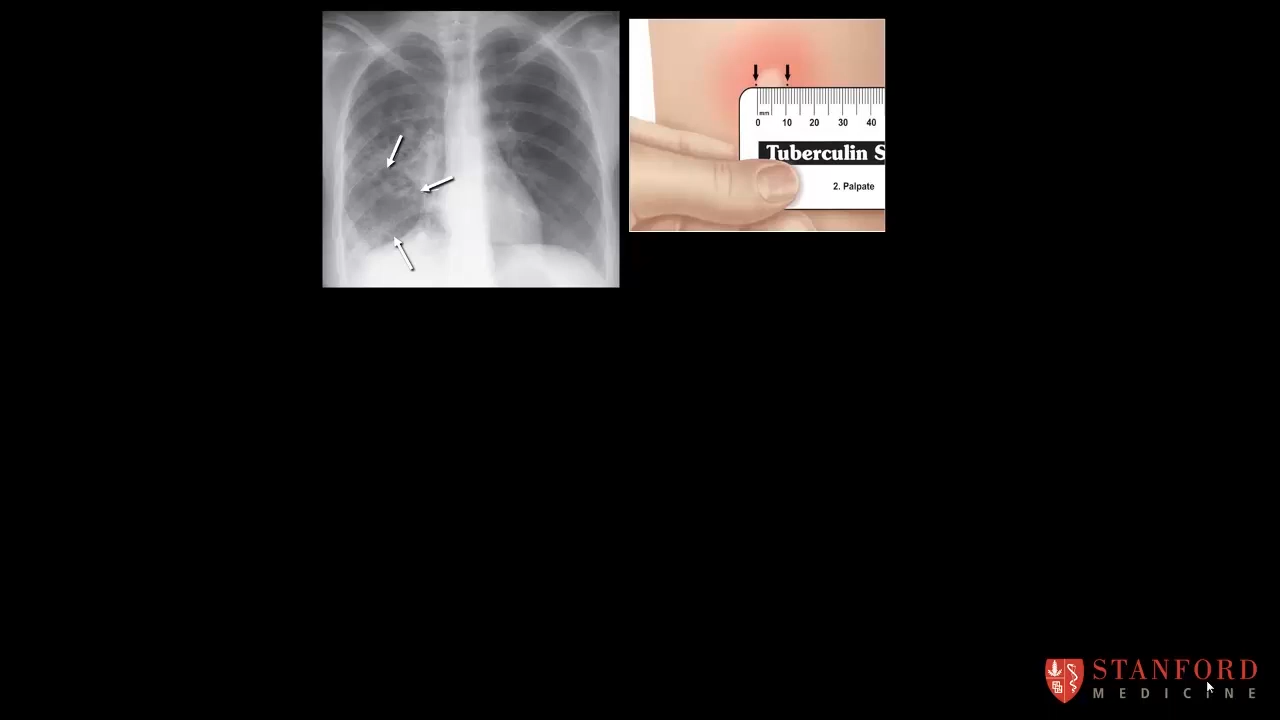 mm
0 10 20 30 40
Tuberculin S
2. Palpate
STANFORD
MEDICINE